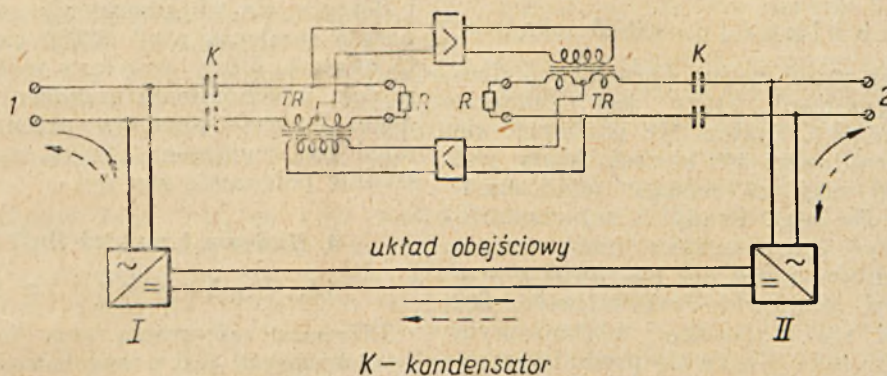 K
K
1
TR
R
R
TR
2
>
<
~
=
układ obejściowy
~
=
I
II
K – kondensator